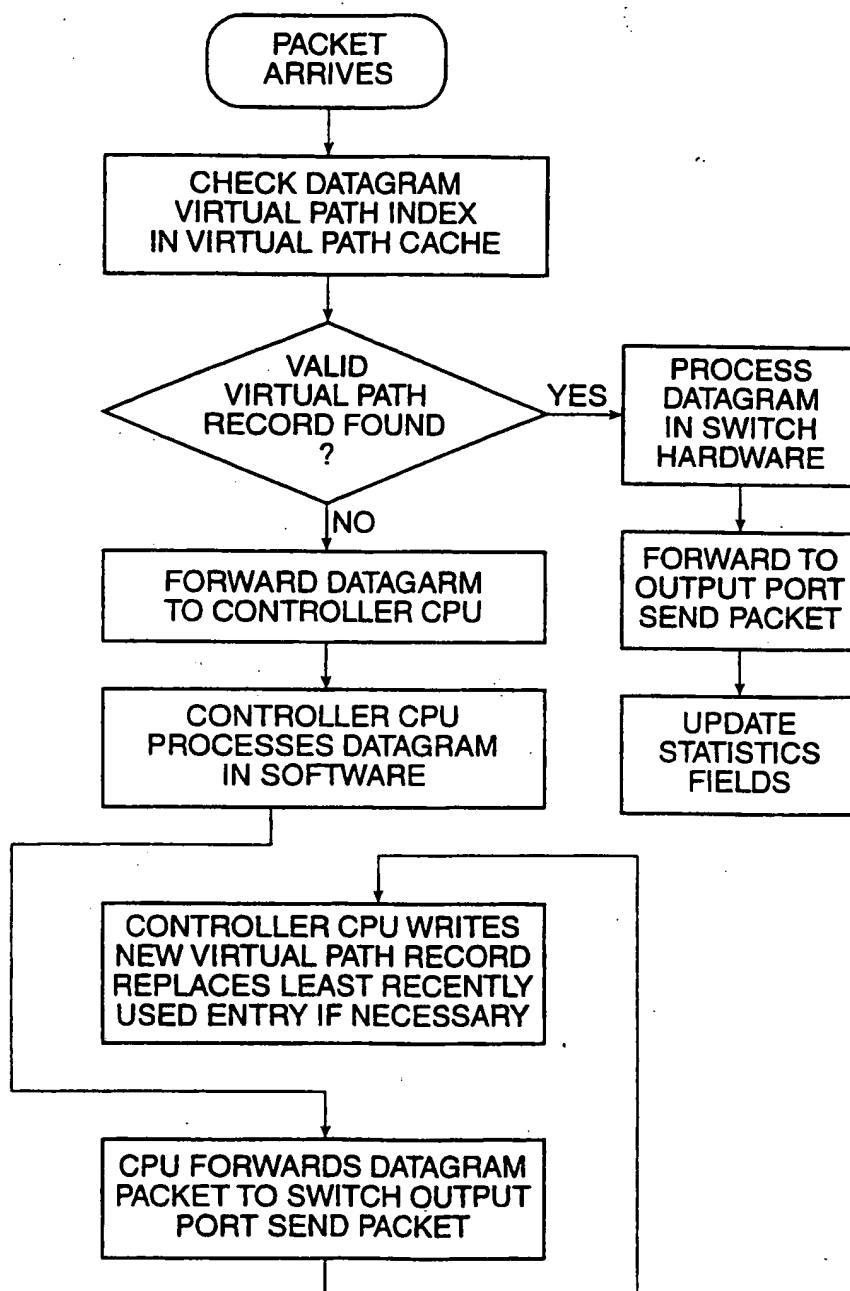 PACKET
ARRIVES
CHECK DATAGRAM
VIRTUAL PATH INDEX
IN VIRTUAL PATH CACHE
VALID
VIRTUAL PATH
RECORD FOUND
?
YES
PROCESS
DATAGRAM
IN SWITCH
HARDWARE
NO
FORWARD TO
OUTPUT PORT
SEND PACKET
FORWARD DATAGARM
TO CONTROLLER CPU
CONTROLLER CPU
PROCESSES DATAGRAM
IN SOFTWARE
UPDATE
STATISTICS
FIELDS
CONTROLLER CPU WRITES
NEW VIRTUAL PATH RECORD
REPLACES LEAST RECENTLY
USED ENTRY IF NECESSARY
CPU FORWARDS DATAGRAM
PACKET TO SWITCH OUTPUT
PORT SEND PACKET